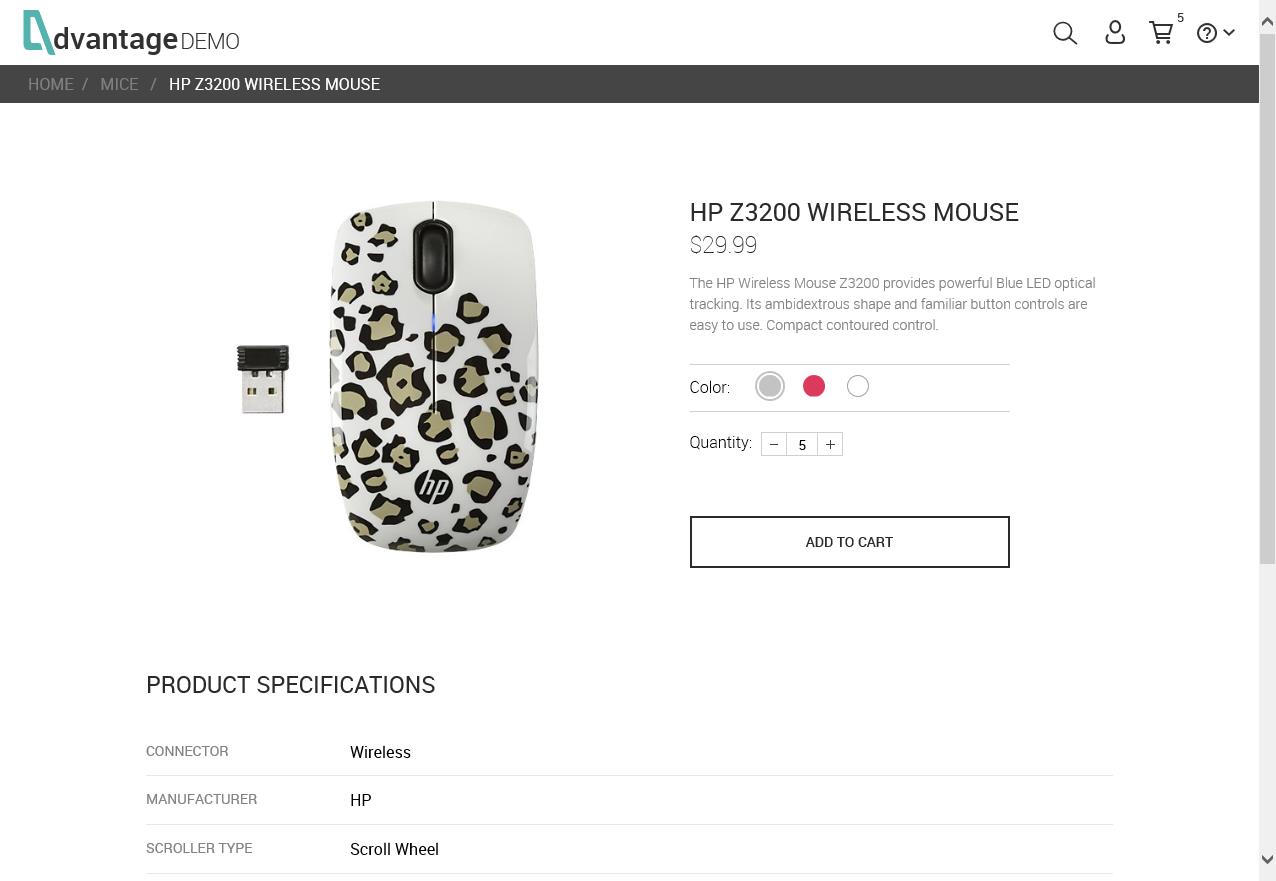 dvantage DEMO
5
HOME / MICE / HP Z3200 WIRELESS MOUSE
HP Z3200 WIRELESS MOUSE
$29.99
The HP Wireless Mouse Z3200 provides powerful Blue LED optical
tracking. Its ambidextrous shape and familiar button controls are
easy to use. Compact contoured control.
Color:
Quantity: − 5 +
hp
ADD TO CART
PRODUCT SPECIFICATIONS
CONNECTOR Wireless
MANUFACTURER HP
SCROLLER TYPE Scroll Wheel